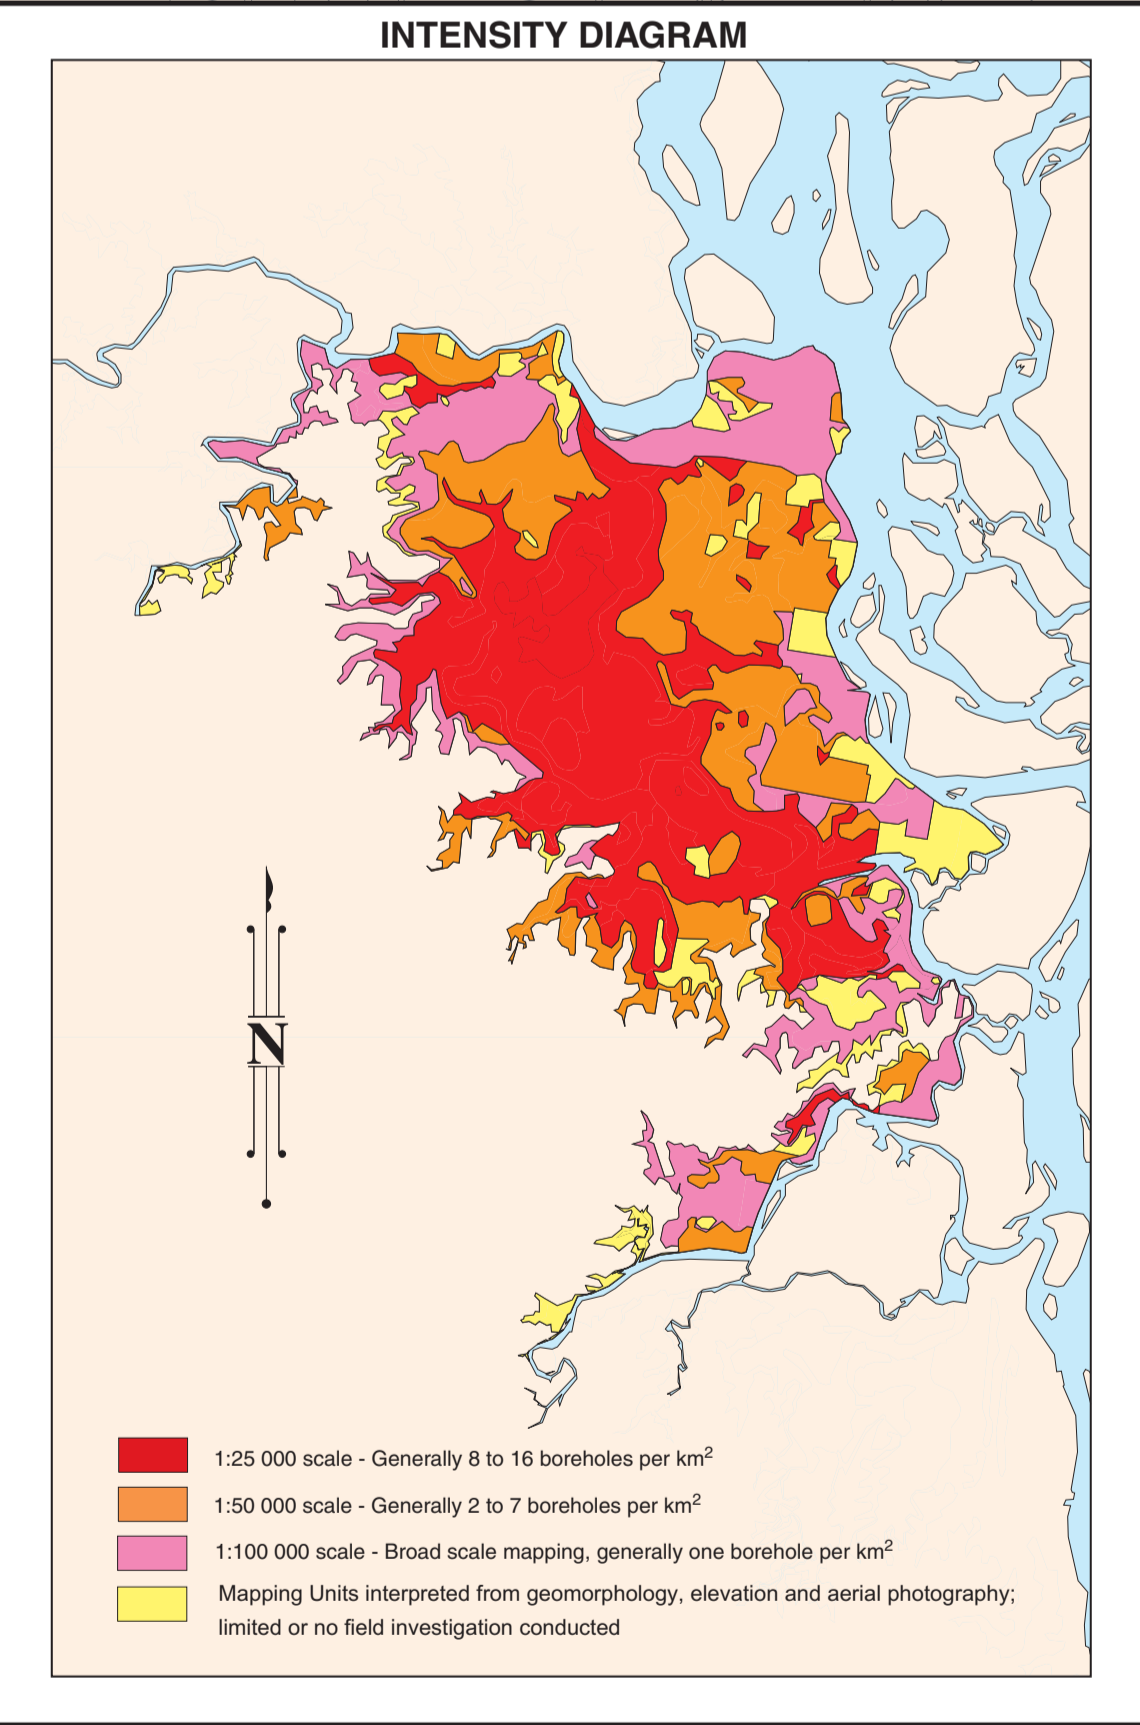 INTENSITY DIAGRAM
N
1:25 000 scale - Generally 8 to 16 boreholes per km²
1:50 000 scale - Generally 2 to 7 boreholes per km²
1:100 000 scale - Broad scale mapping, generally one borehole per km²
Mapping Units interpreted from geomorphology, elevation and aerial photography;
limited or no field investigation conducted